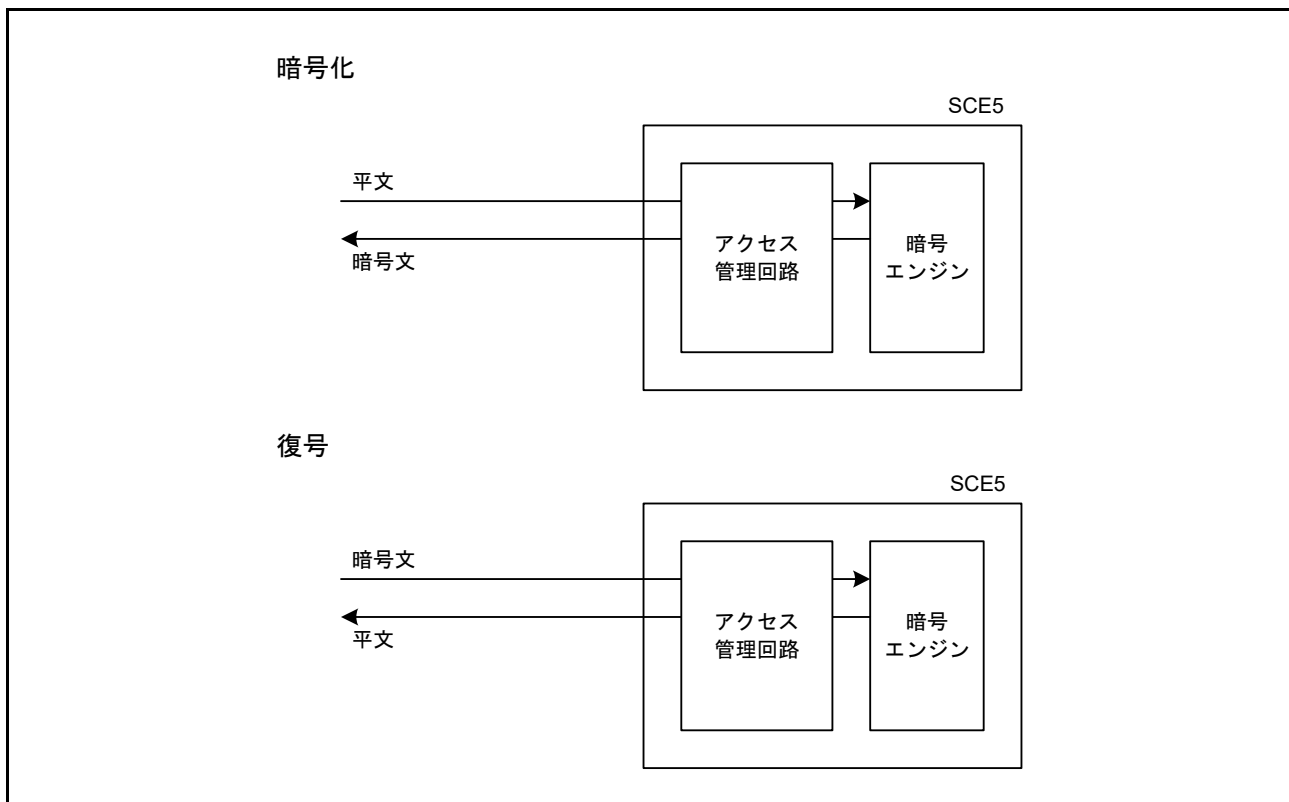 暗号化
SCE5
平文
暗号文
アクセス
管理回路
暗号
エンジン
復号
SCE5
暗号文
平文
アクセス
管理回路
暗号
エンジン